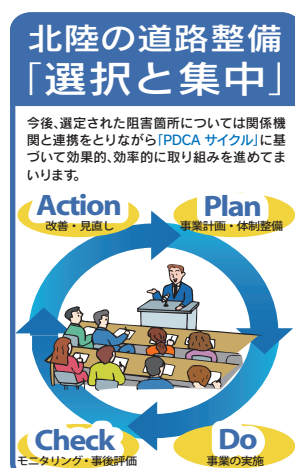 北陸の道路整備
「選択と集中」
今後、選定された阻害箇所については関係機
関と連携をとりながら「PDCA サイクル」に基
づいて効果的、効率的に取り組みを進めてま
いります。
Action
改善・見直し
Plan
事業計画・体制整備
Check
モニタリング・事後評価
Do
事業の実施